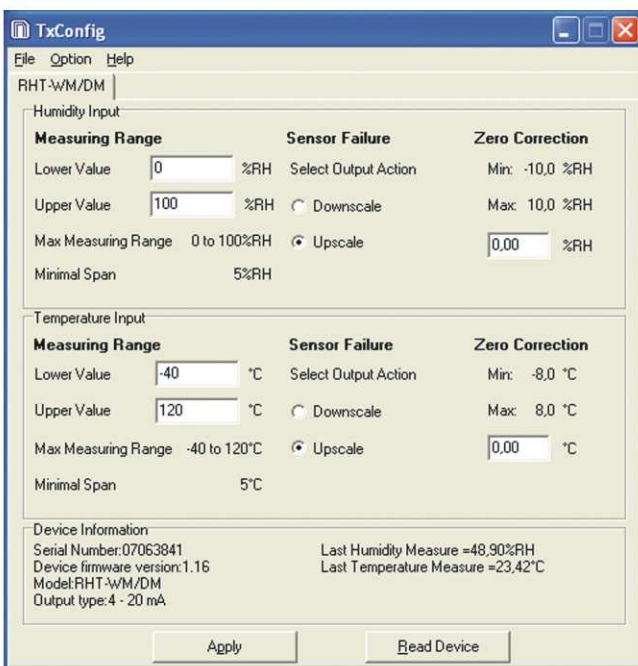 TxConfig
File Option Help
RHT-WM/DM
Humidity Input
Measuring Range Sensor Failure Zero Correction
Lower Value 0 %RH Select Output Action Min: -10,0 %RH
Upper Value 100 %RH Downscale Max: 10,0 %RH
Max Measuring Range 0 to 100%RH Upscale 0,00 %RH
Minimal Span 5%RH
Temperature Input
Measuring Range Sensor Failure Zero Correction
Lower Value -40 °C Select Output Action Min: -8,0 °C
Upper Value 120 °C Downscale Max: 8,0 °C
Max Measuring Range -40 to 120°C Upscale 0,00 °C
Minimal Span 5°C
Device Information
Serial Number:07063841 Last Humidity Measure =48,90%RH
Device firmware version:1.16 Last Temperature Measure =23,42°C
Model:RHT-WM/DM
Output type:4 - 20 mA
Apply Read Device